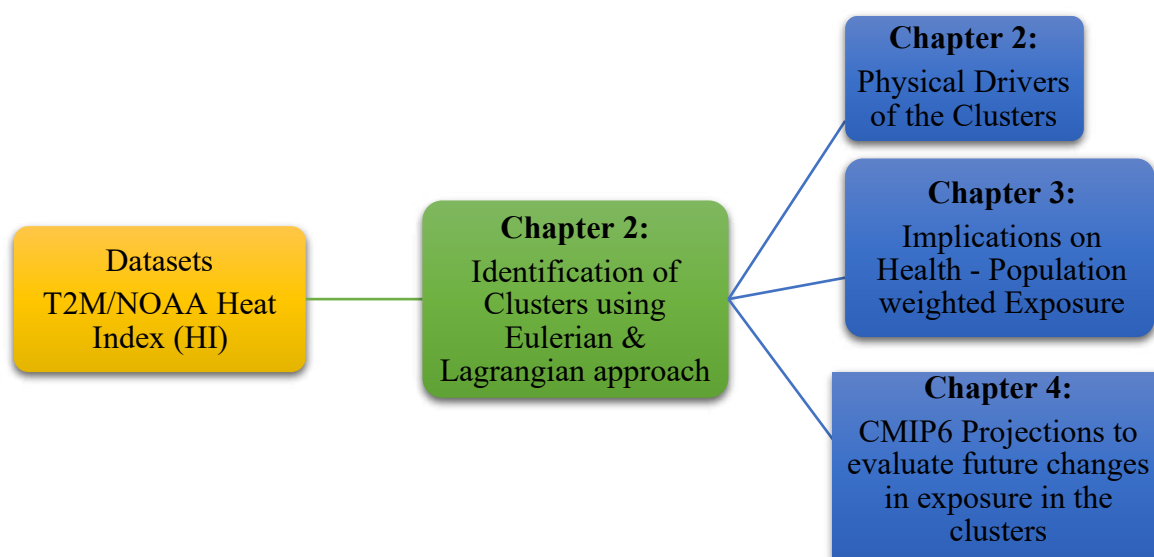 Datasets
T2M/NOAA Heat
Index (HI)
Chapter 2:
Identification of
Clusters using
Eulerian &
Lagrangian approach
Chapter 2:
Physical Drivers
of the Clusters
Chapter 3:
Implications on
Health - Population
weighted Exposure
Chapter 4:
CMIP6 Projections to
evaluate future changes
in exposure in the
clusters